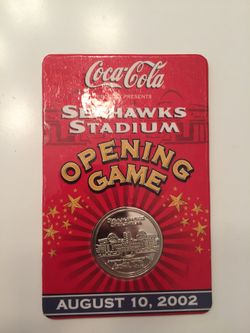 Coca-Cola
PRESENTS
SEAHAWKS
STADIUM
OPENING
GAME
AUGUST 10, 2002